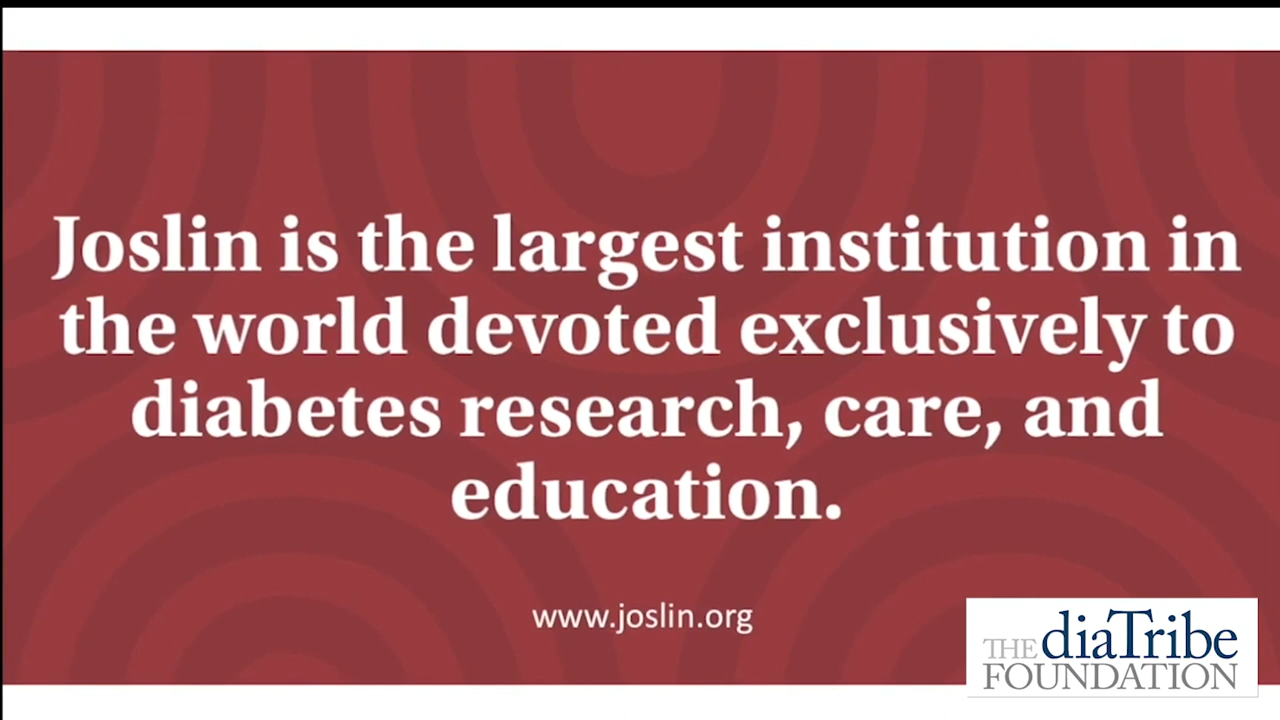 Joslin is the largest institution in
the world devoted exclusively to
diabetes research, care, and
education.
www.joslin.org
THE diaTribe
FOUNDATION